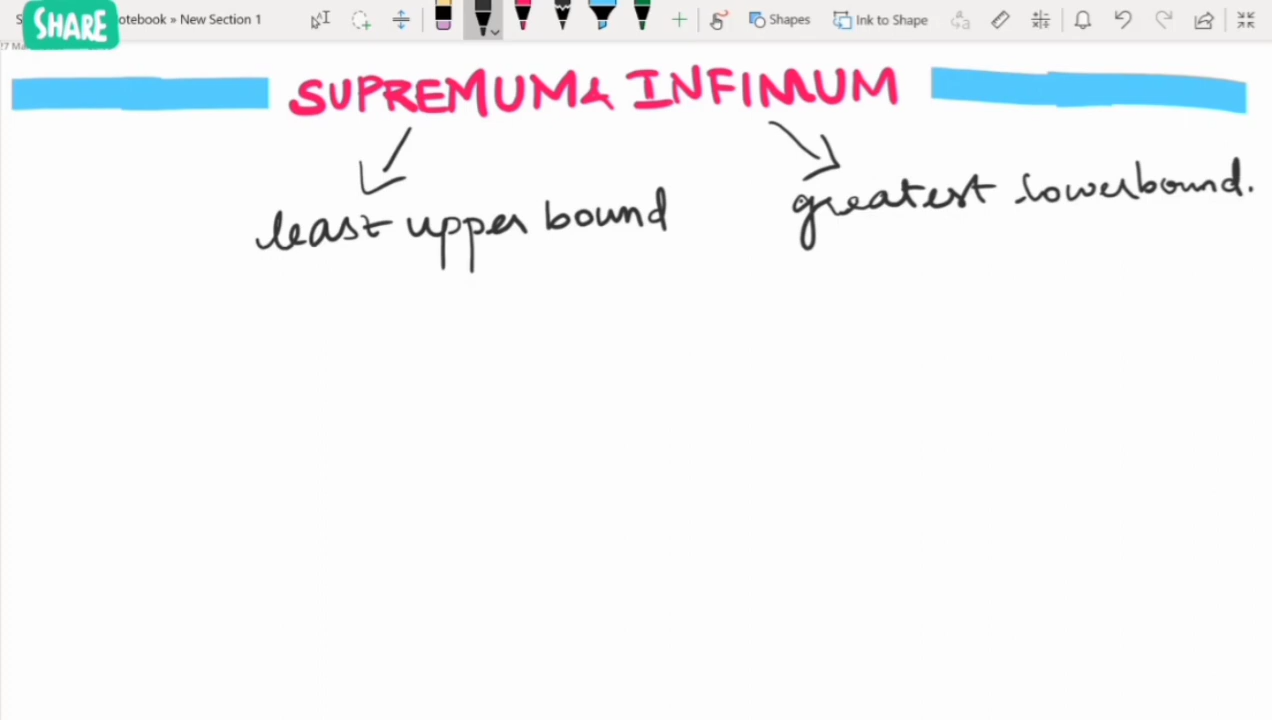 SHARE
otebook » New Section 1
Shapes
Ink to Shape
SUPREMUM & INFIMUM
least upper bound
greatest lowerbound.